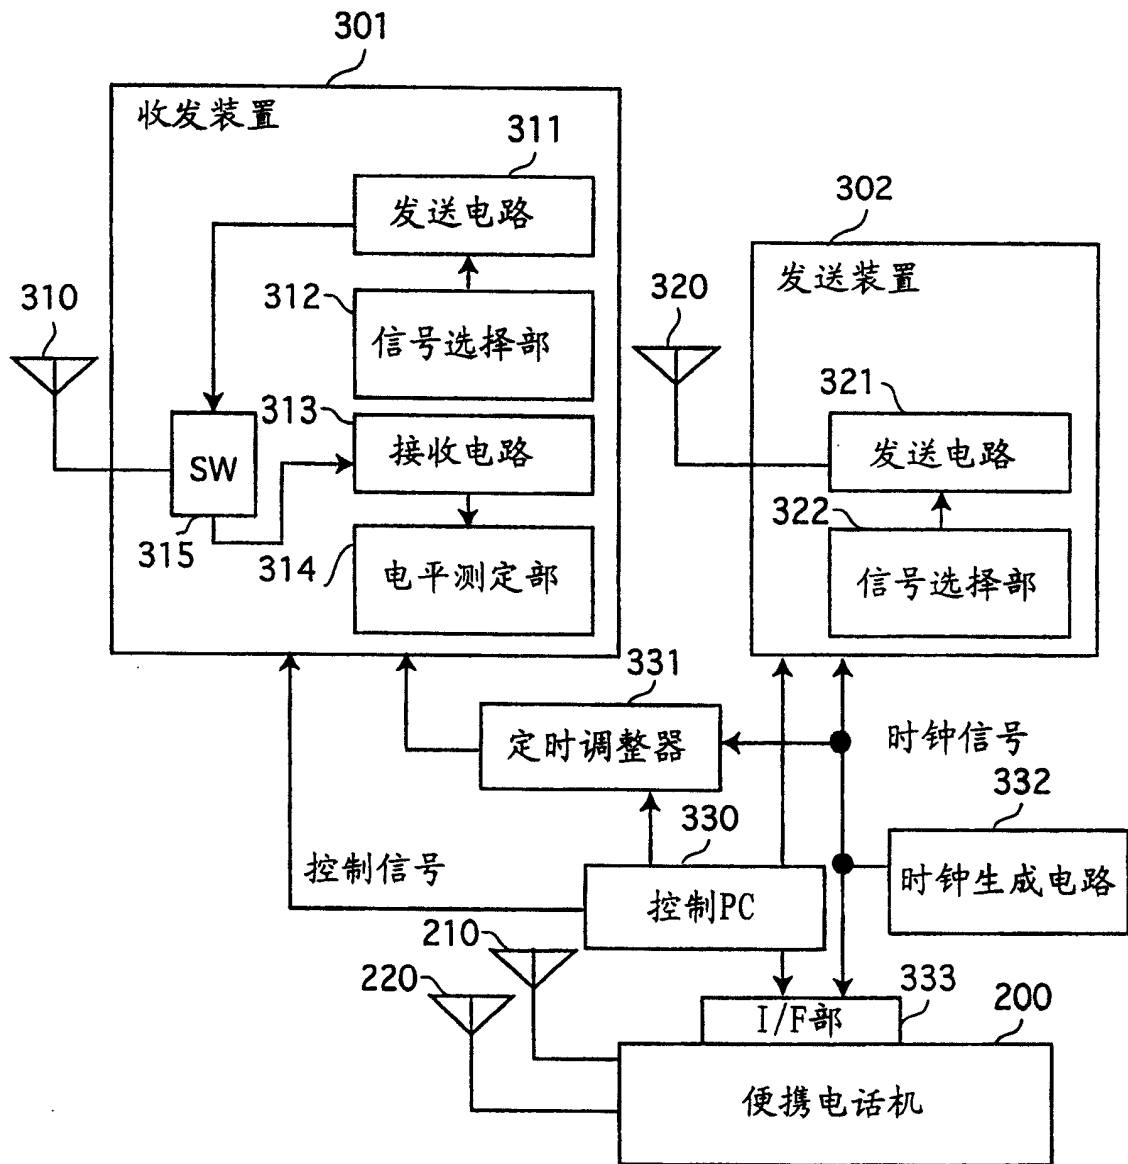 301
收发装置
311
发送电路
302
发送装置
310
312
信号选择部
320
321
发送电路
313
接收电路
SW
322
信号选择部
315
314
电平测定部
331
定时调整器
时钟信号
332
330
控制信号
控制PC
时钟生成电路
210
220
333
200
I/F部
便携电话机